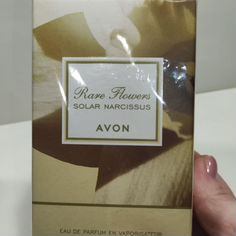 Rare Flowers
SOLAR NARCISSUS
AVON
EAU DE PARFUM EN VAPORISATEUR